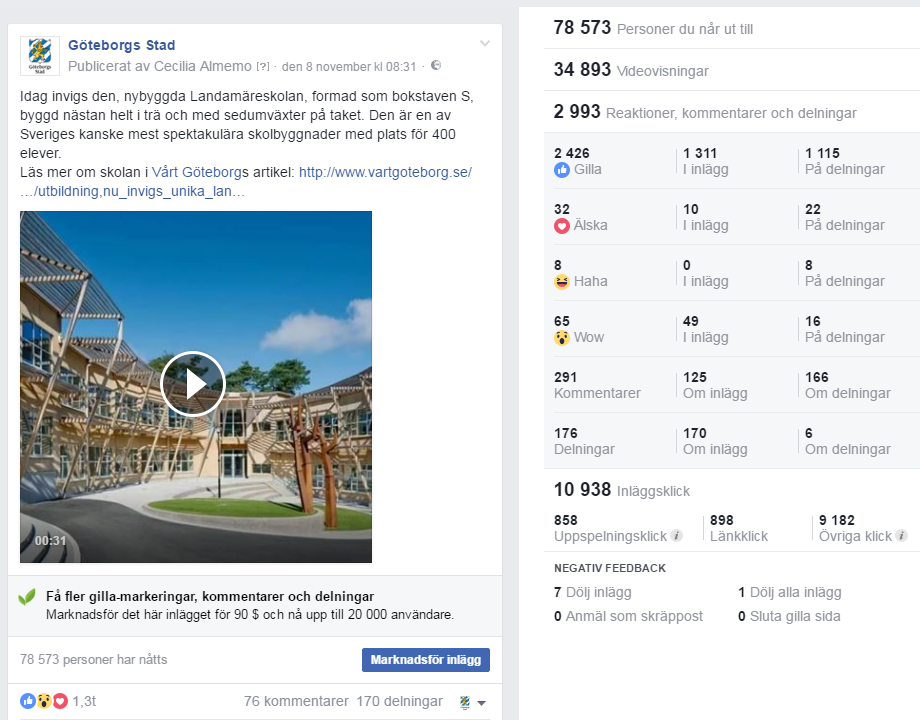 Göteborgs Stad
Göteborgs
Stad
Publicerat av Cecilia Almemo [?] · den 8 november kl 08:31 ·
Idag invigs den, nybyggda Landamäreskolan, formad som bokstaven S,
byggd nästan helt i trä och med sedumväxter på taket. Den är en av
Sveriges kanske mest spektakulära skolbyggnader med plats för 400
elever.
Läs mer om skolan i Vårt Göteborgs artikel: http://www.vartgoteborg.se/
…/utbildning,nu_invigs_unika_lan…
00:31
Få fler gilla-markeringar, kommentarer och delningar
Marknadsför det här inlägget för 90 $ och nå upp till 20 000 användare.
78 573 personer har nåtts
Marknadsför inlägg
1,3t
76 kommentarer 170 delningar
78 573 Personer du når ut till
34 893 Videovisningar
2 993 Reaktioner, kommentarer och delningar
2 426 1 311 1 115
Gilla I inlägg På delningar
32 10 22
Älska I inlägg På delningar
8 0 8
Haha I inlägg På delningar
65 49 16
Wow I inlägg På delningar
291 125 166
Kommentarer Om inlägg Om delningar
176 170 6
Delningar Om inlägg Om delningar
10 938 Inläggsklick
858 898 9 182
Uppspelningsklick i Länkklick Övriga klick i
NEGATIV FEEDBACK
7 Dölj inlägg 1 Dölj alla inlägg
0 Anmäl som skräppost 0 Sluta gilla sida